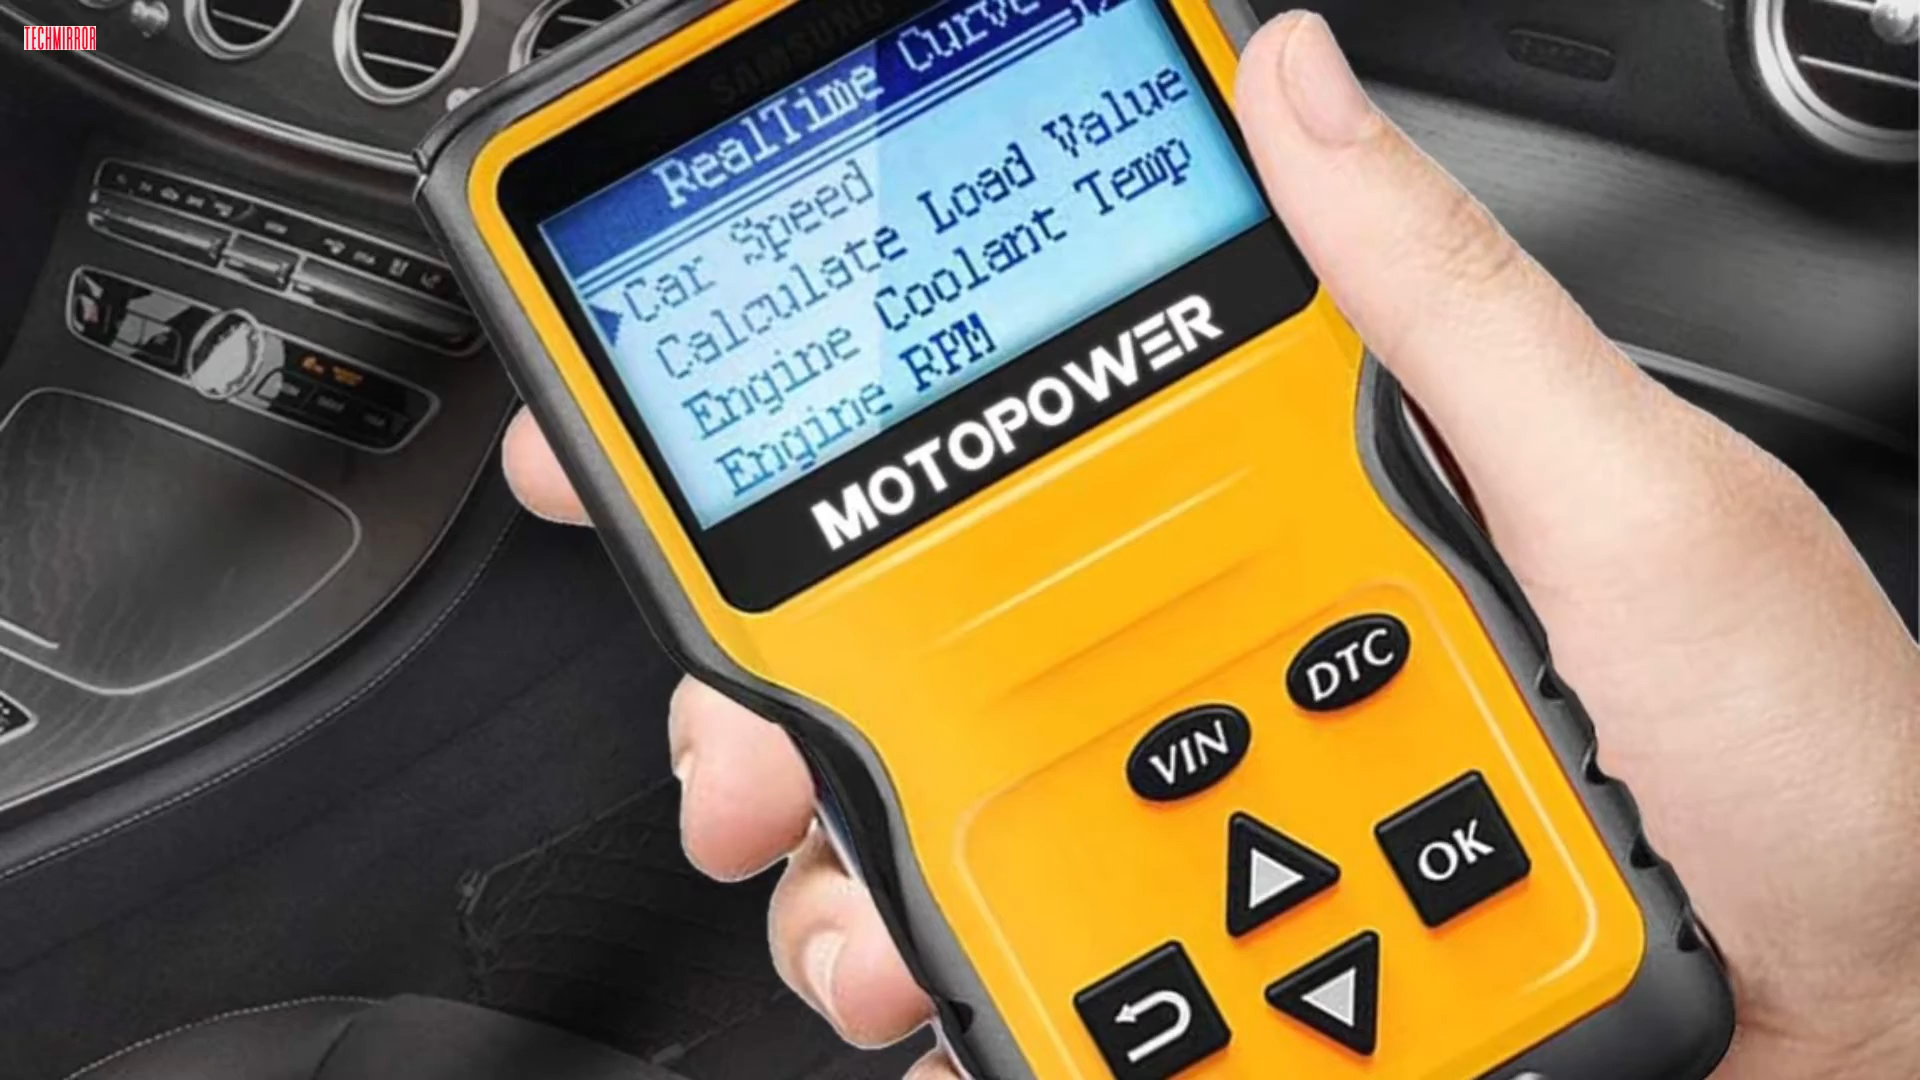 TECHMIRROR
SAMSUNG
RealTime Curve
Car Speed
Calculate Load Value
Engine Coolant Temp
Engine RPM
MOTOPOWER
VIN
DTC
OK